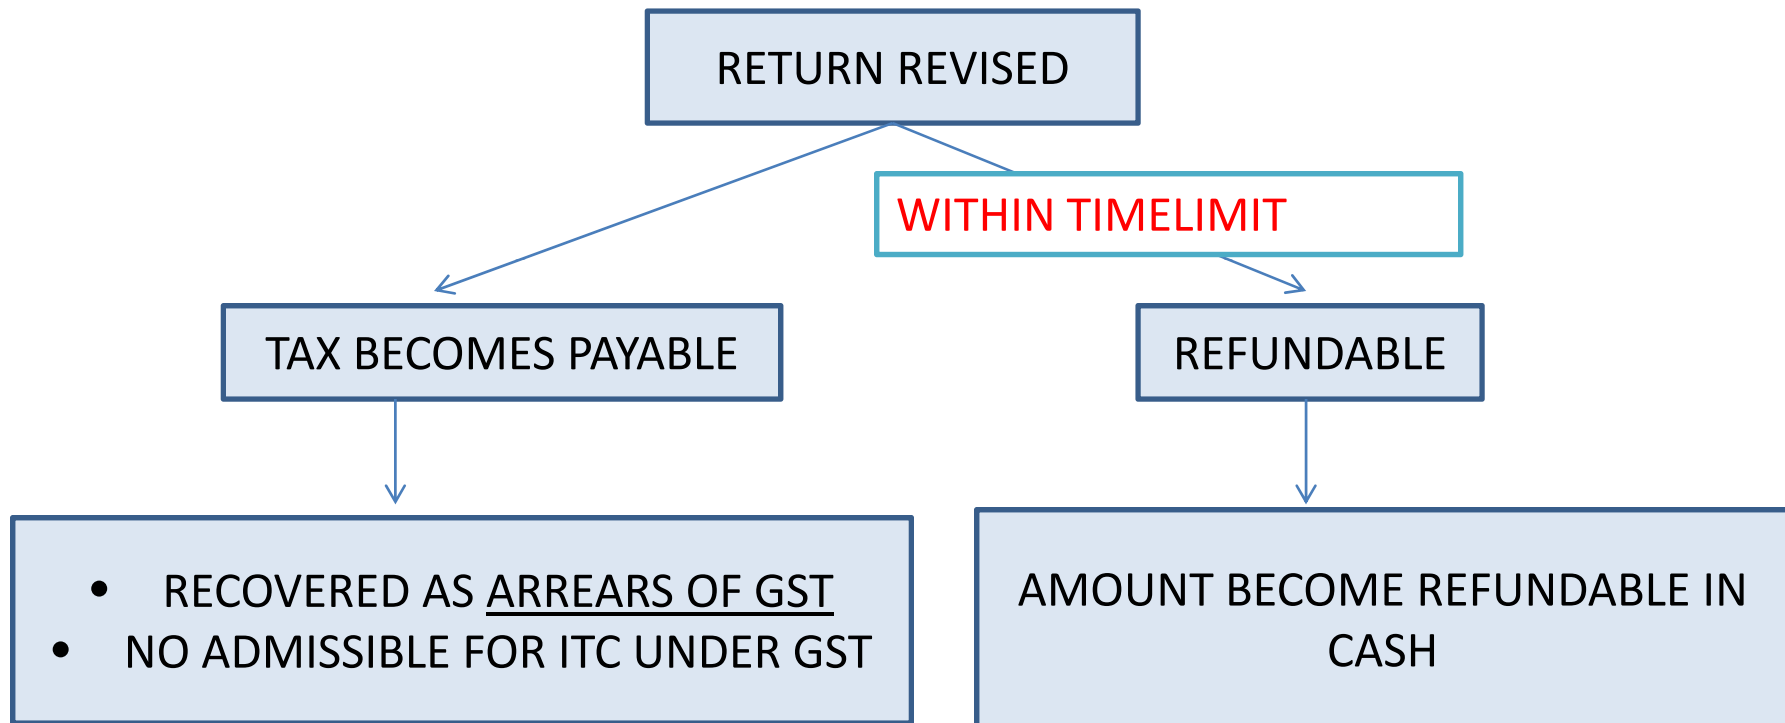 RETURN REVISED
WITHIN TIMELIMIT
TAX BECOMES PAYABLE
REFUNDABLE
• RECOVERED AS ARREARS OF GST
• NO ADMISSIBLE FOR ITC UNDER GST
AMOUNT BECOME REFUNDABLE IN
CASH